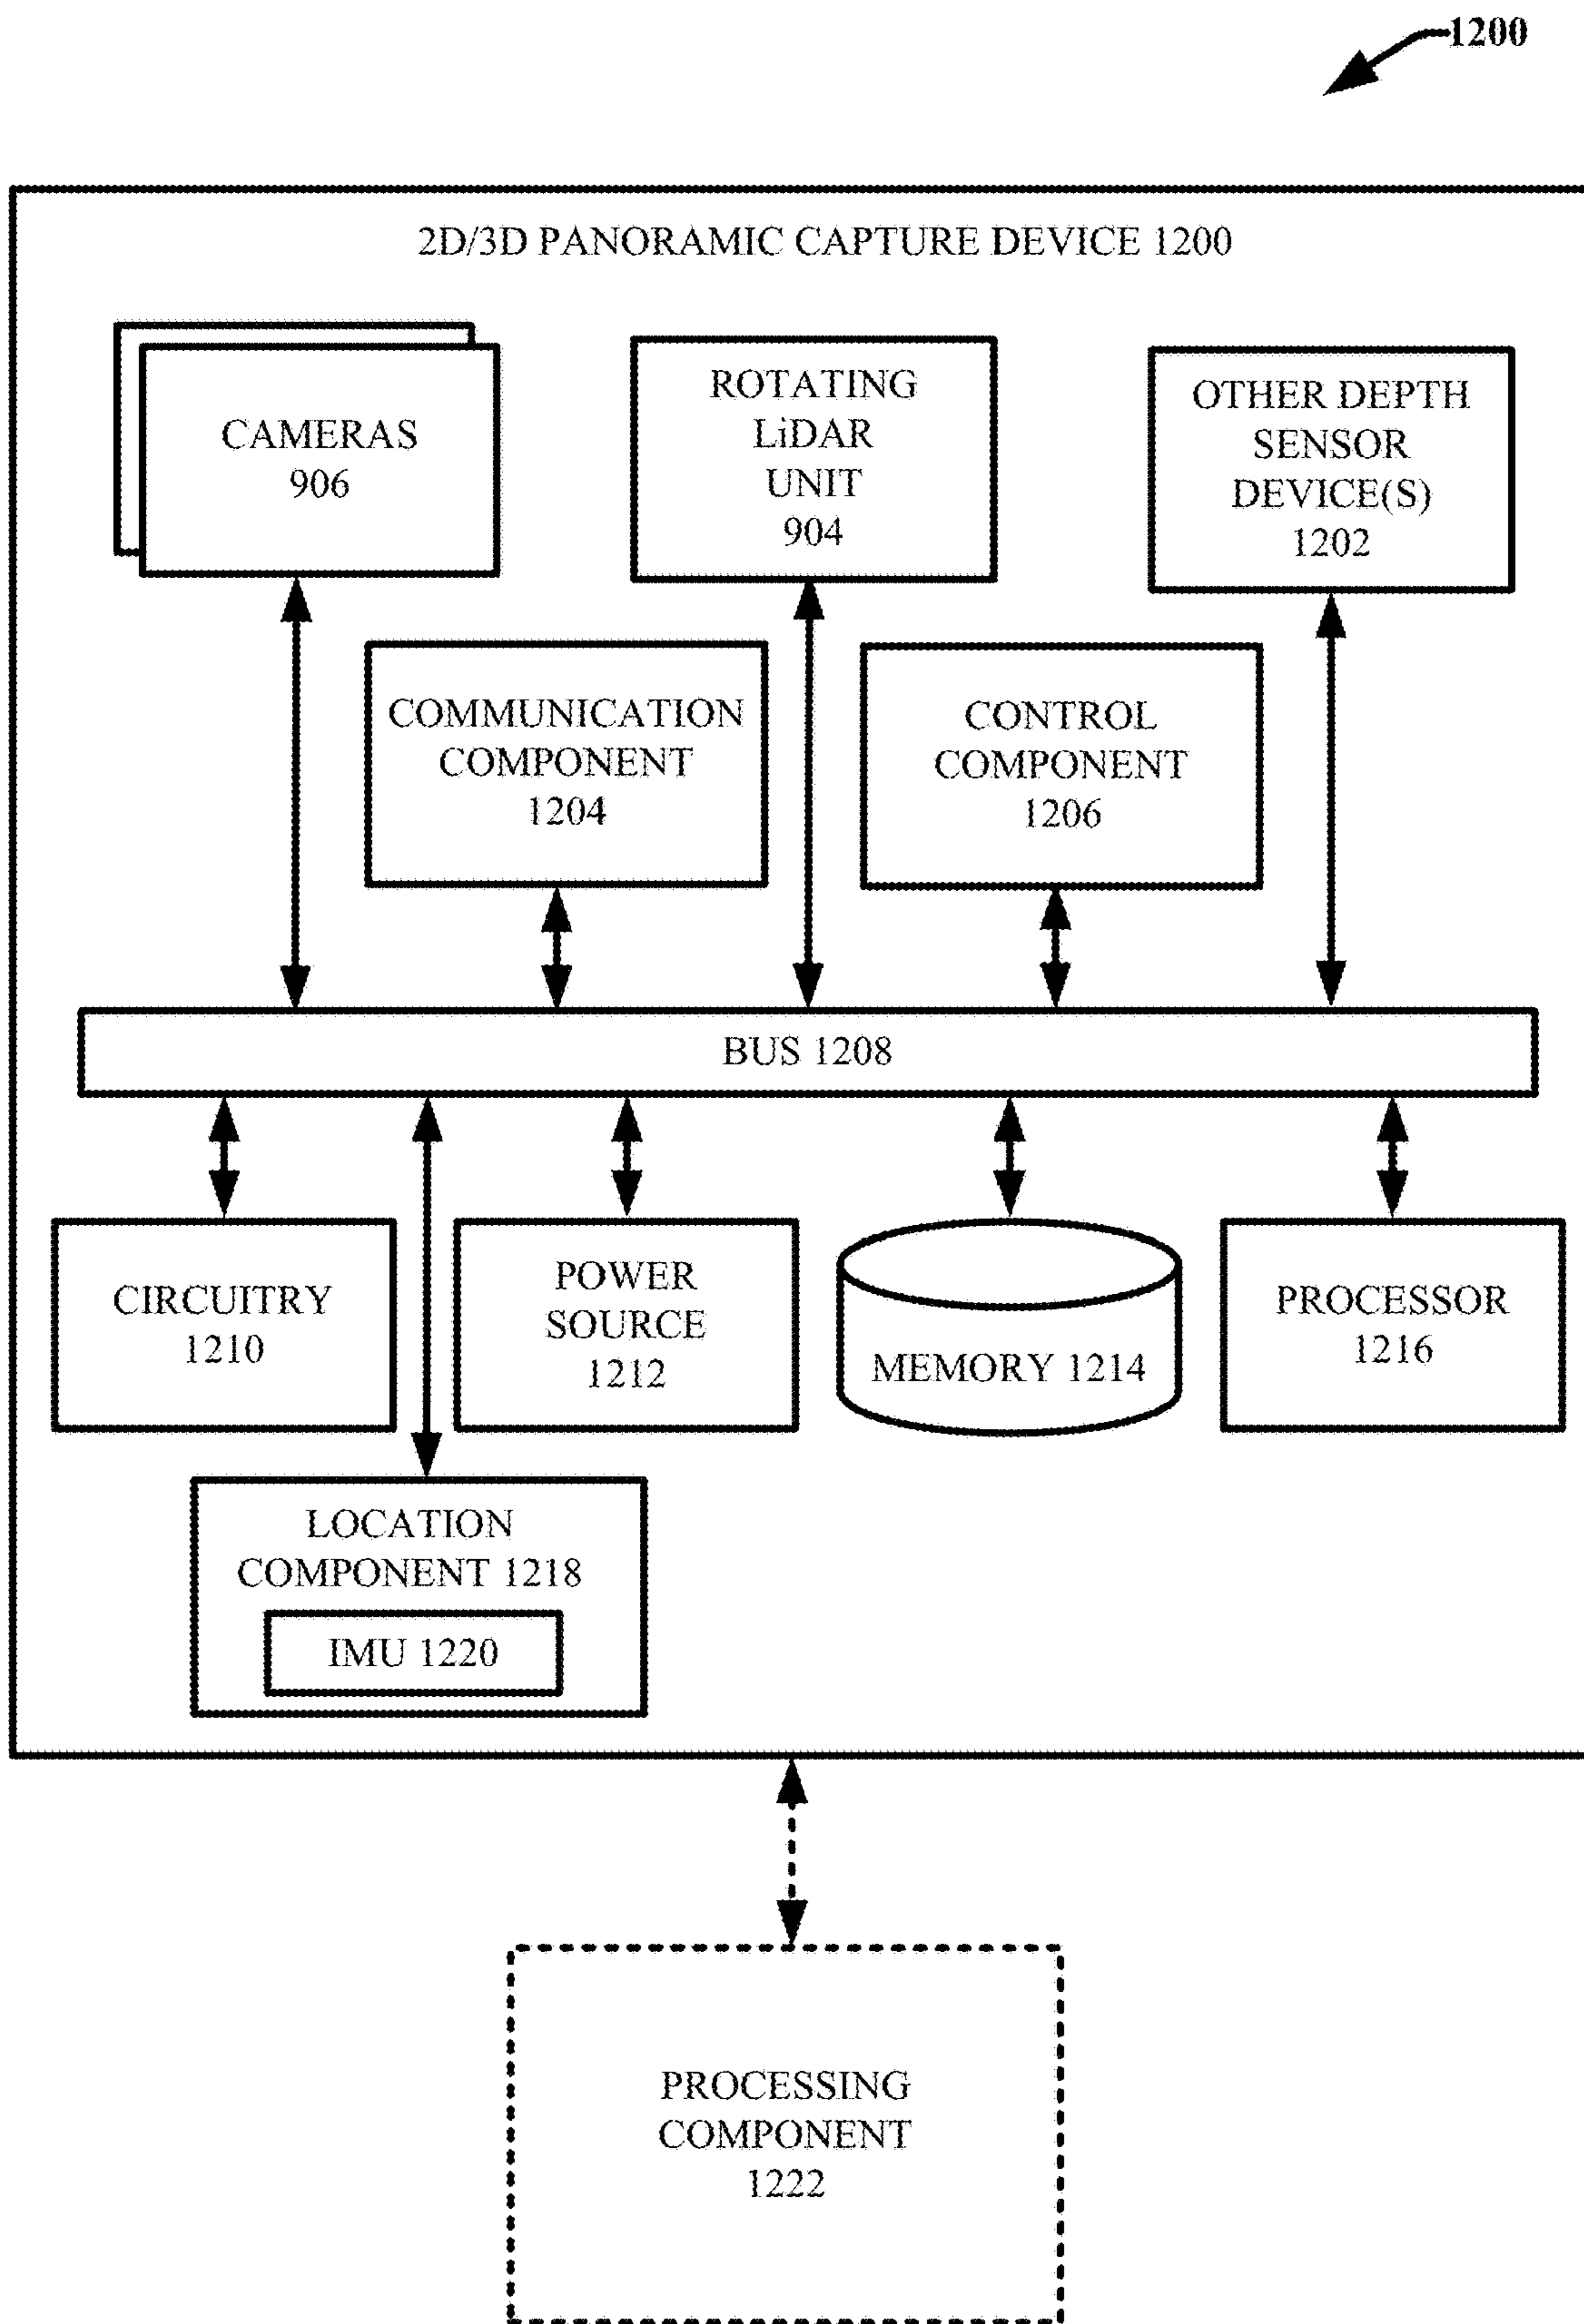 1200
2D/3D PANORAMIC CAPTURE DEVICE 1200
CAMERAS
906
ROTATING
LiDAR
UNIT
904
OTHER DEPTH
SENSOR
DEVICE(S)
1202
COMMUNICATION
COMPONENT
1204
CONTROL
COMPONENT
1206
BUS 1208
CIRCUITRY
1210
POWER
SOURCE
1212
MEMORY 1214
PROCESSOR
1216
LOCATION
COMPONENT 1218
IMU 1220
PROCESSING
COMPONENT
1222